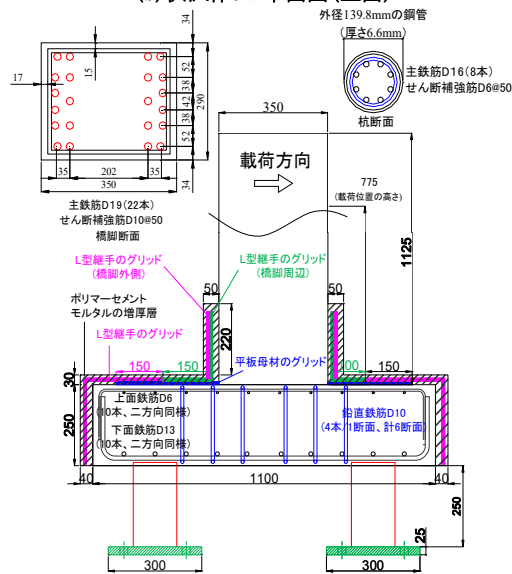 34
17
15
52
38
42
38
52
290
34
35
202
35
350
主鉄筋D19(22本)
せん断補強筋D10@50
橋脚断面
外径139.8mmの鋼管
(厚さ6.6mm)
主鉄筋D16(8本)
せん断補強筋D6@50
杭断面
350
載荷方向
775
(載荷位置の高さ)
1125
L型継手のグリッド
(橋脚外側)
L型継手のグリッド
(橋脚周辺)
50
50
ポリマーセメント
モルタルの増厚層
220
L型継手のグリッド
平板母材のグリッド
150
150
00
150
30
上面鉄筋D6
(10本、二方向同様)
下面鉄筋D13
(10本、二方向同様)
鉛直鉄筋D10
(4本/1断面、計6断面)
250
40
1100
40
250
25
300
300